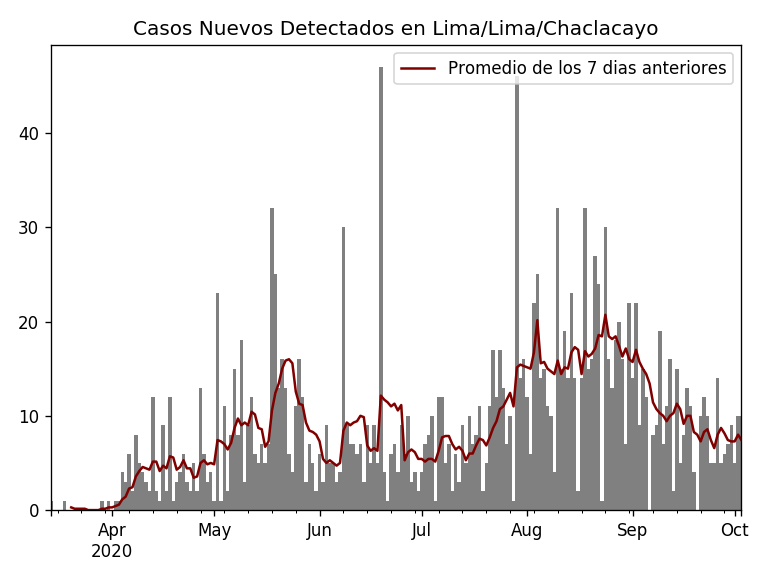 Casos Nuevos Detectados en Lima/Lima/Chaclacayo
Promedio de los 7 dias anteriores
40
30
20
10
0
Apr May Jun Jul Aug Sep Oct
2020